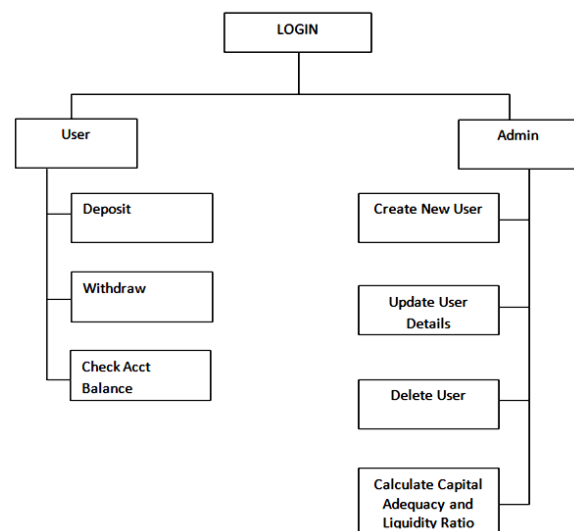 LOGIN
User
Admin
Deposit
Create New User
Withdraw
Update User
Details
Check Acct
Balance
Delete User
Calculate Capital
Adequacy and
Liquidity Ratio